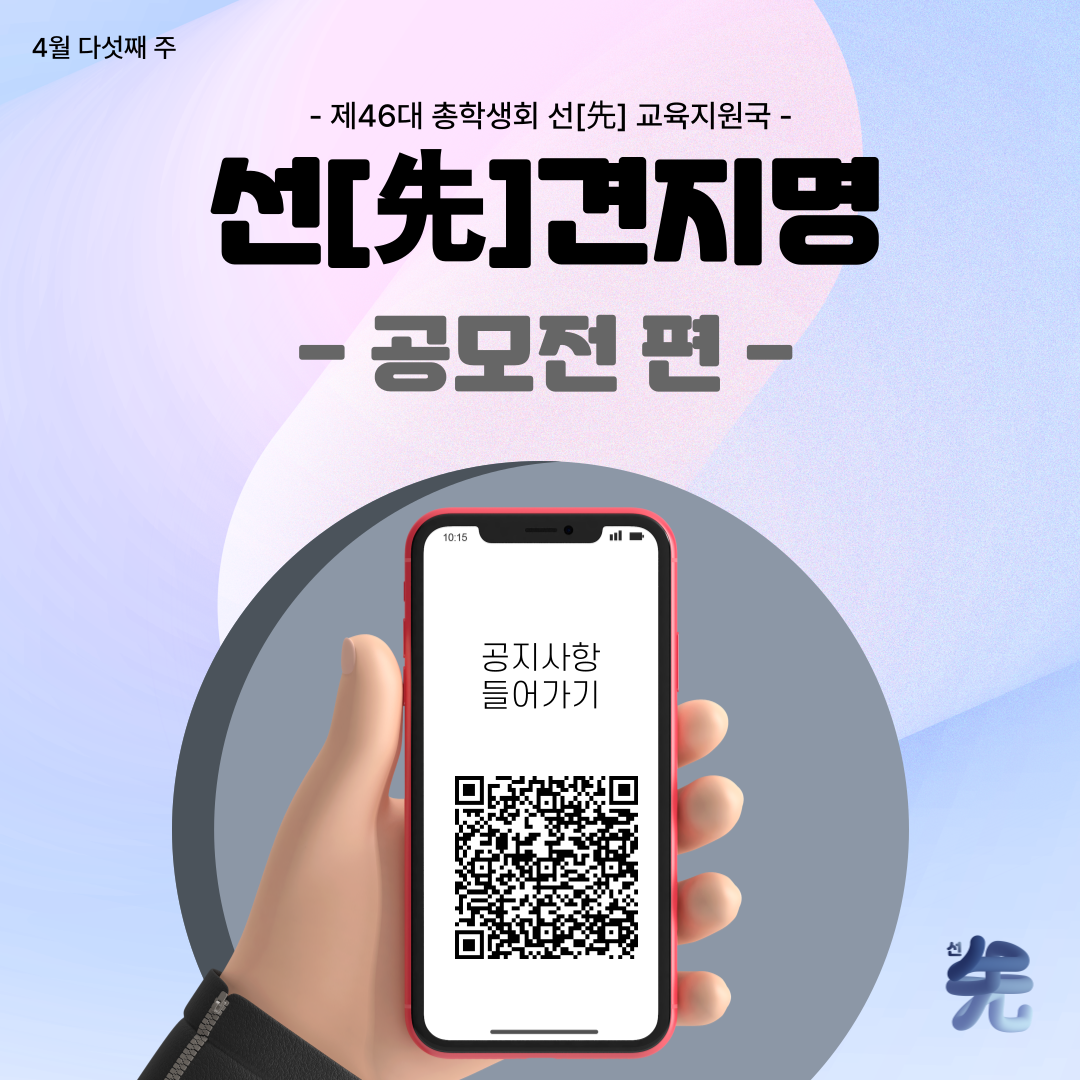 4월 다섯째 주
- 제46대 총학생회 선[先] 교육지원국 -
선[先]견지명
- 공모전 편 -
10:15
공지사항
들어가기
선
先